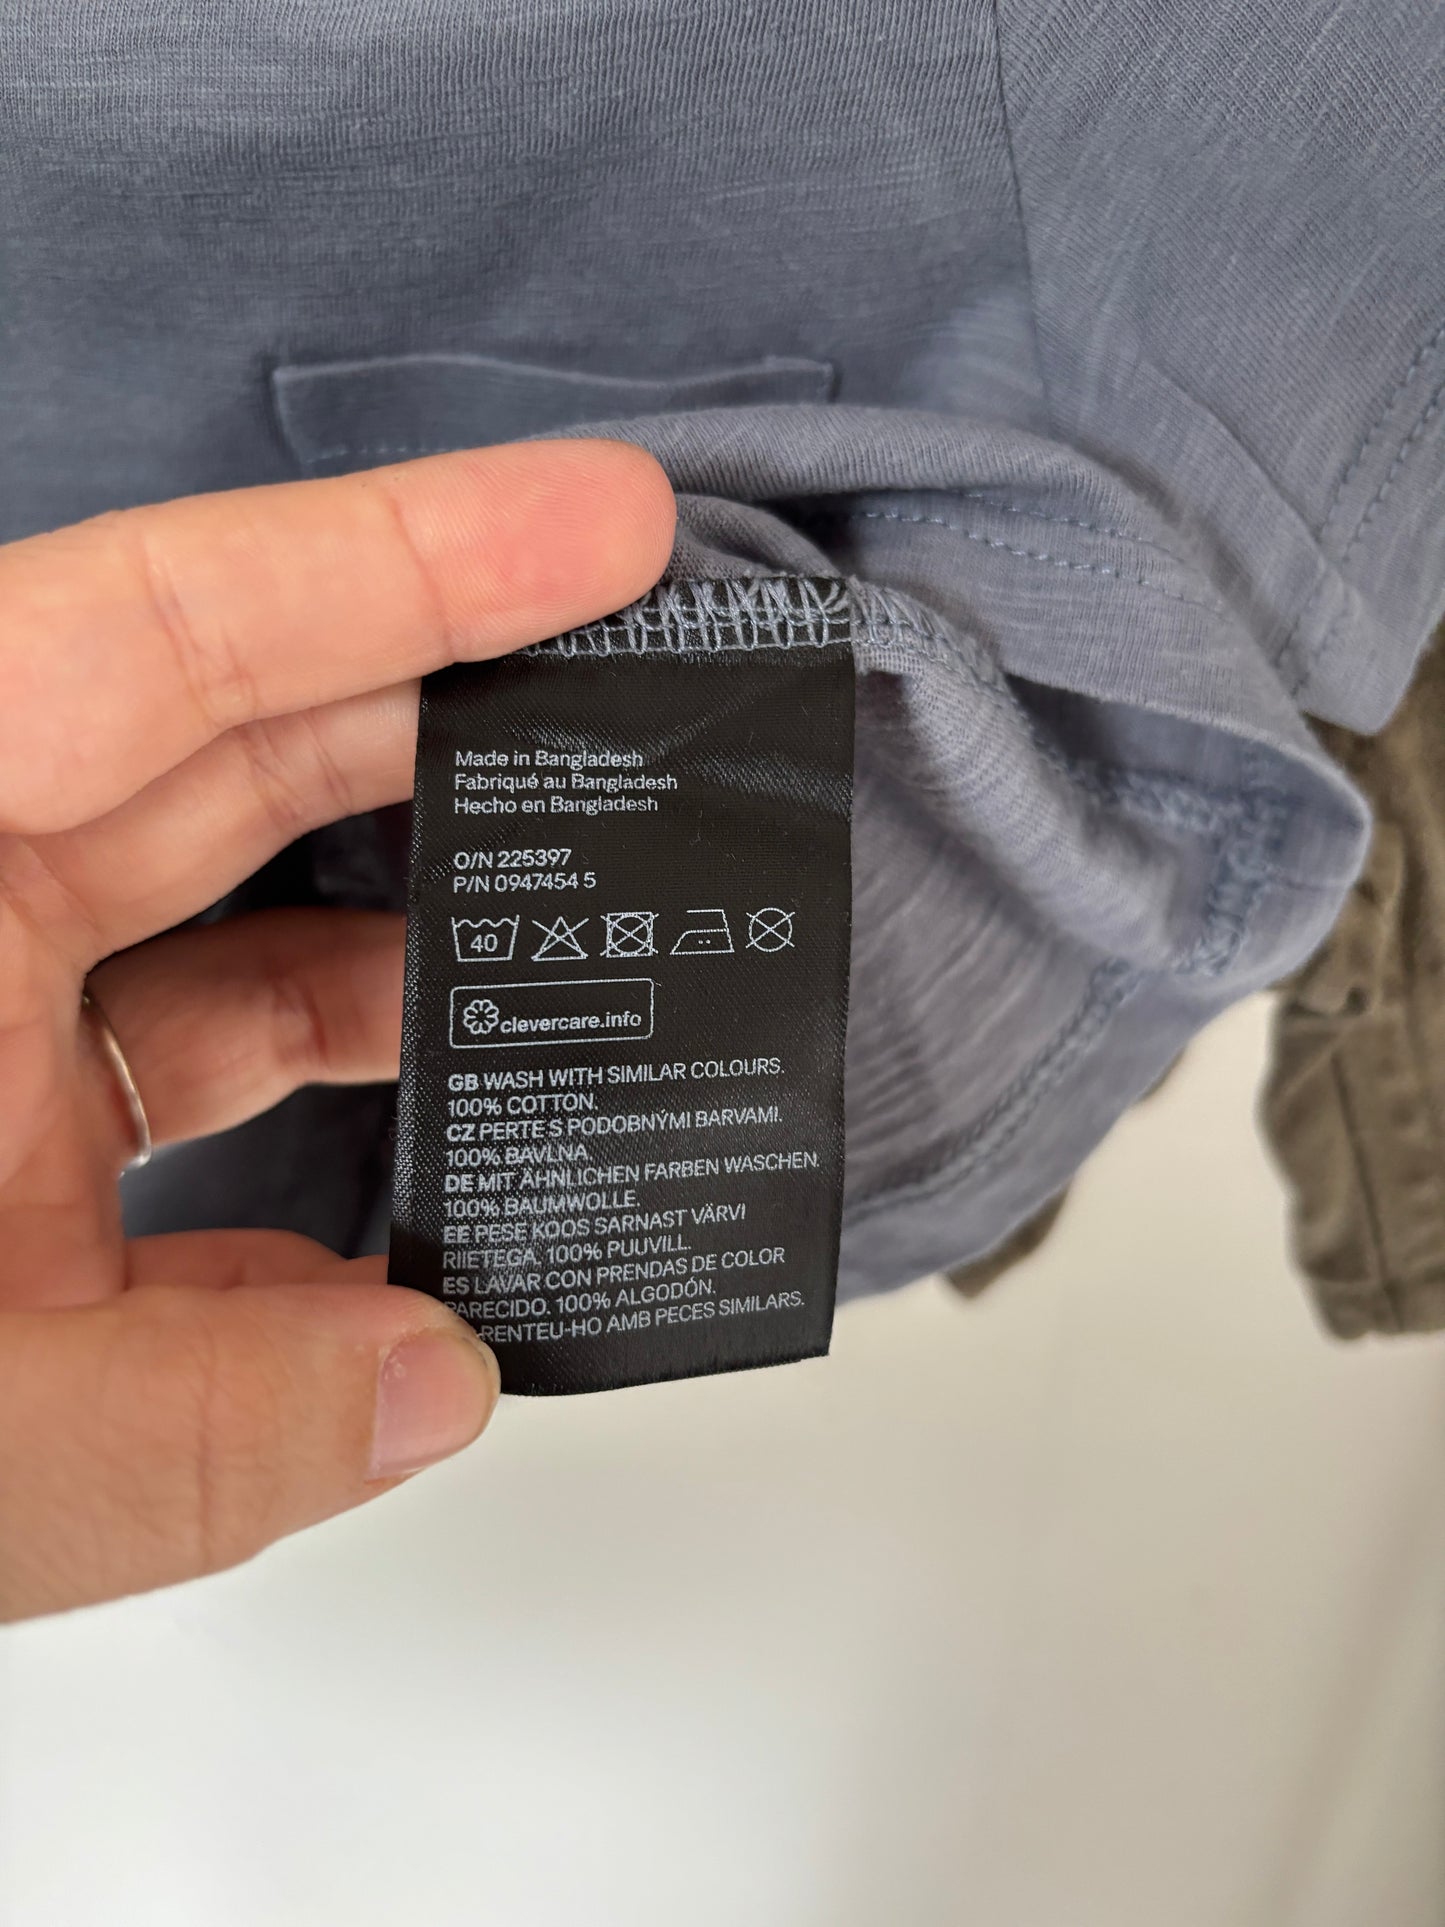 Made in Bangladesh
Fabriqué au Bangladesh
Hecho en Bangladesh
O/N 225397
P/N 0947454 5
40
clevercare.info
GB WASH WITH SIMILAR COLOURS.
100% COTTON.
CZ PERTE S PODOBNÝMI BARVAMI.
100% BAVLNA
DE MIT ÄHNLICHEN FARBEN WASCHEN.
100% BAUMWOLLE
EE PESE KOOS SARNAST VÄRVI
RIIETEGA. 100% PUUVILL.
ES LAVAR CON PRENDAS DE COLOR
PARECIDO. 100% ALGODÓN.
RENTEU-HO AMB PECES SIMILARS.